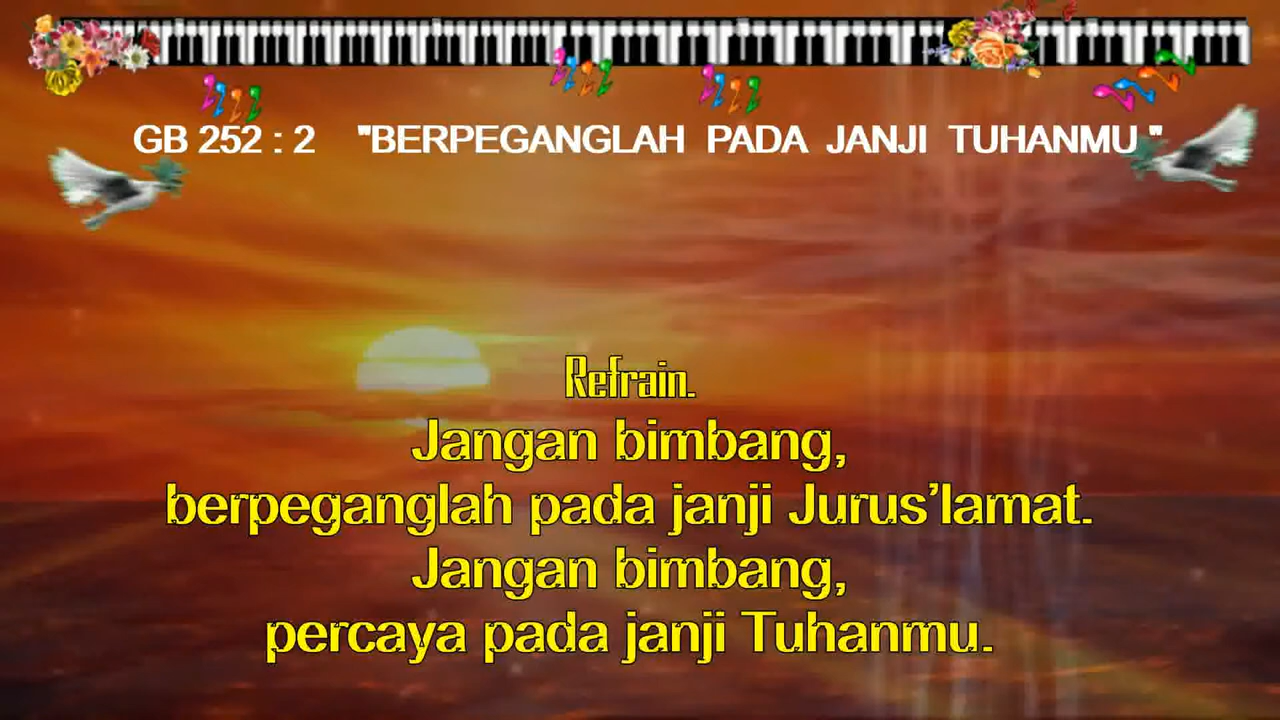 GB 252 : 2 "BERPEGANGLAH PADA JANJI TUHANMU "
Refrain.
Jangan bimbang,
berpeganglah pada janji Jurus’lamat.
Jangan bimbang,
percaya pada janji Tuhanmu.